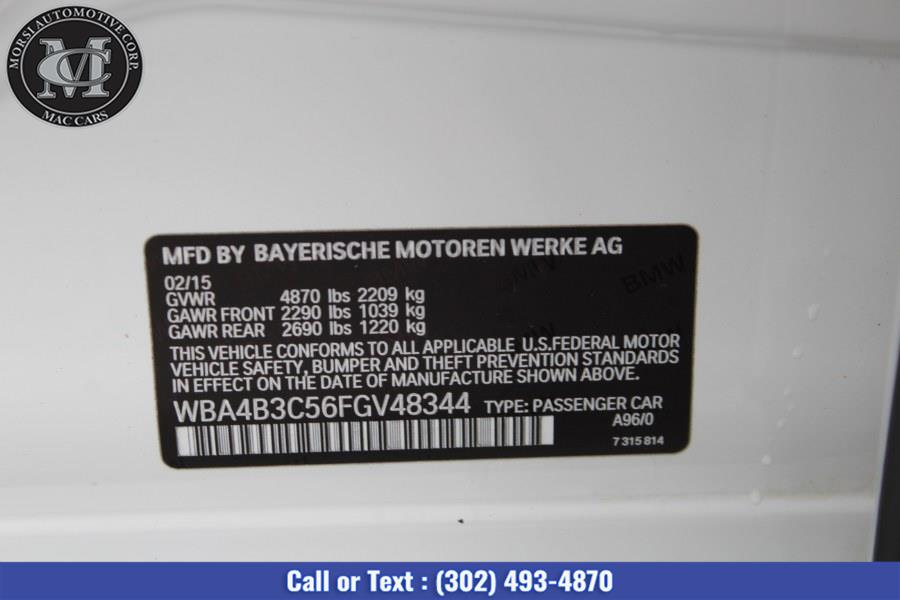 MORSI AUTOMOTIVE CORP.
MC
MAC CARS
MFD BY BAYERISCHE MOTOREN WERKE AG
02/15
GVWR 4870 lbs 2209 kg
GAWR FRONT 2290 lbs 1039 kg
GAWR REAR 2690 lbs 1220 kg
BMW
THIS VEHICLE CONFORMS TO ALL APPLICABLE U.S.FEDERAL MOTOR
VEHICLE SAFETY, BUMPER AND THEFT PREVENTION STANDARDS
IN EFFECT ON THE DATE OF MANUFACTURE SHOWN ABOVE.
WBA4B3C56FGV48344 TYPE: PASSENGER CAR
A96/0
7 315 814
Call or Text : (302) 493-4870